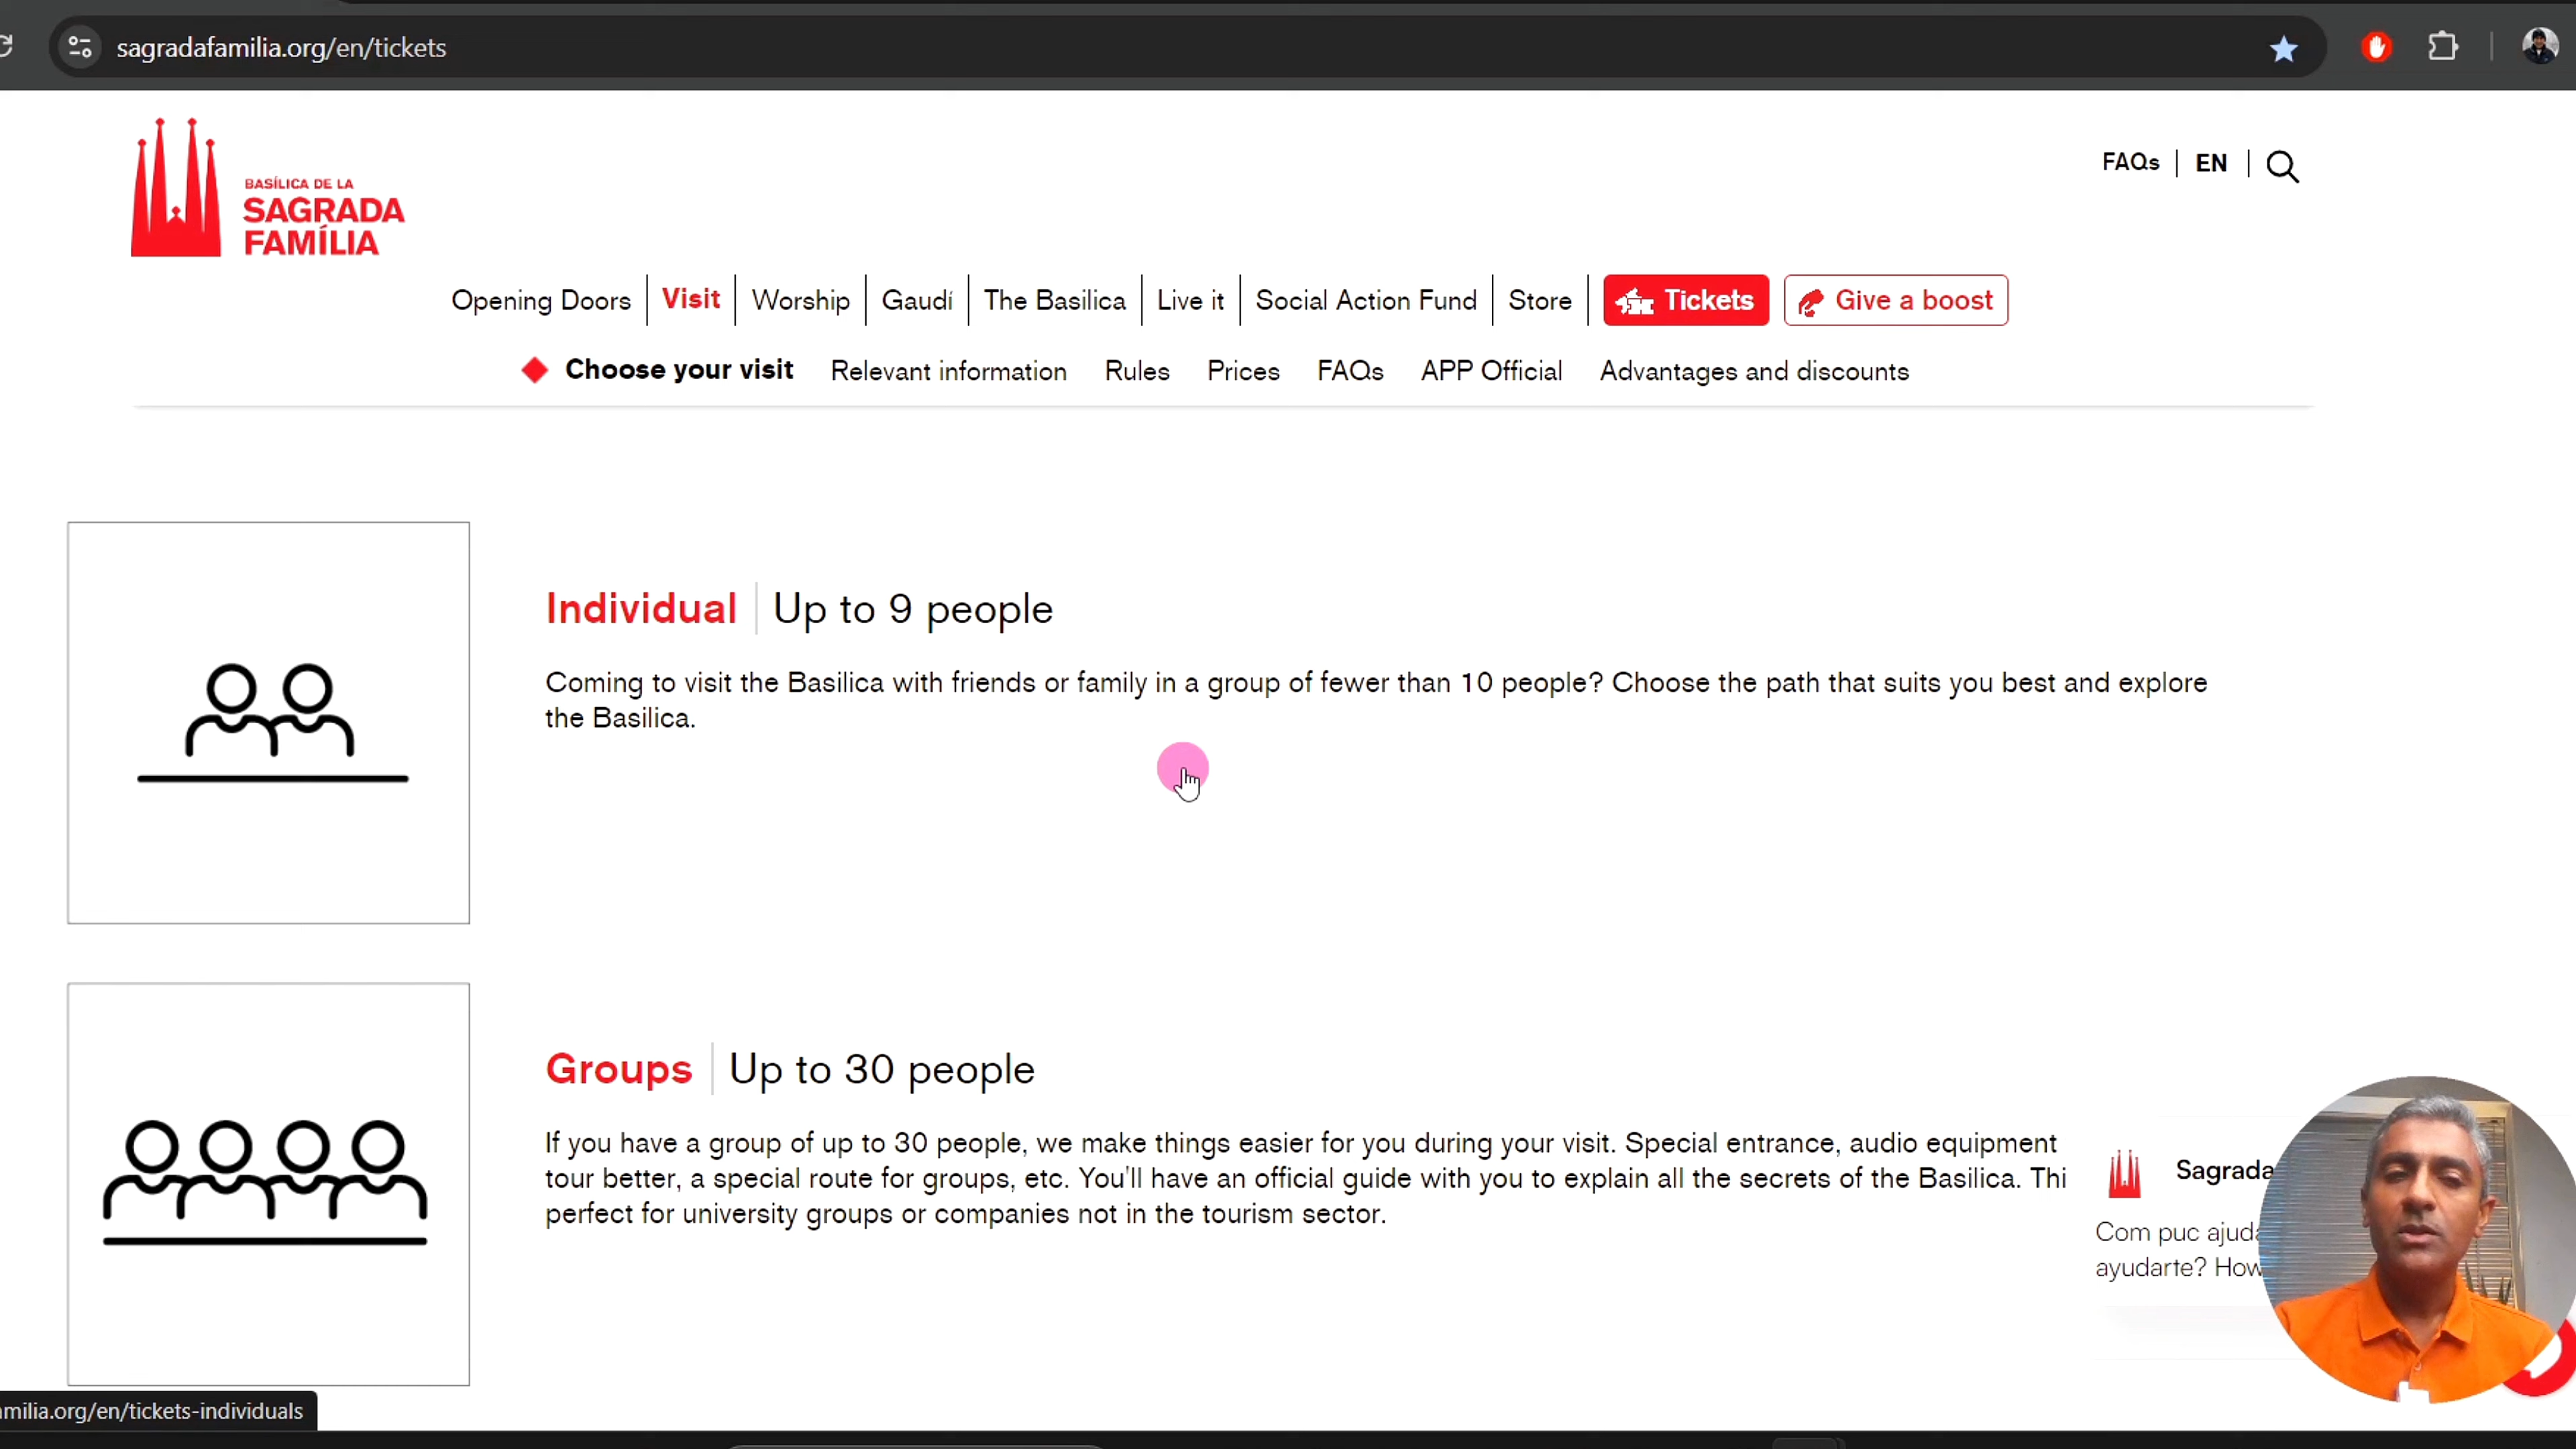 sagradafamilia.org/en/tickets
BASÍLICA DE LA
SAGRADA
FAMÍLIA
FAQs
EN
Opening Doors
Visit
Worship
Gaudí
The Basilica
Live it
Social Action Fund
Store
Tickets
Give a boost
Choose your visit
Relevant information
Rules
Prices
FAQs
APP Official
Advantages and discounts
Individual
Up to 9 people
Coming to visit the Basilica with friends or family in a group of fewer than 10 people? Choose the path that suits you best and explore
the Basilica.
Groups
Up to 30 people
If you have a group of up to 30 people, we make things easier for you during your visit. Special entrance, audio equipment
tour better, a special route for groups, etc. You'll have an official guide with you to explain all the secrets of the Basilica. Thi
perfect for university groups or companies not in the tourism sector.
Sagrada
Com puc ajuda
ayudarte? How
milia.org/en/tickets-individuals